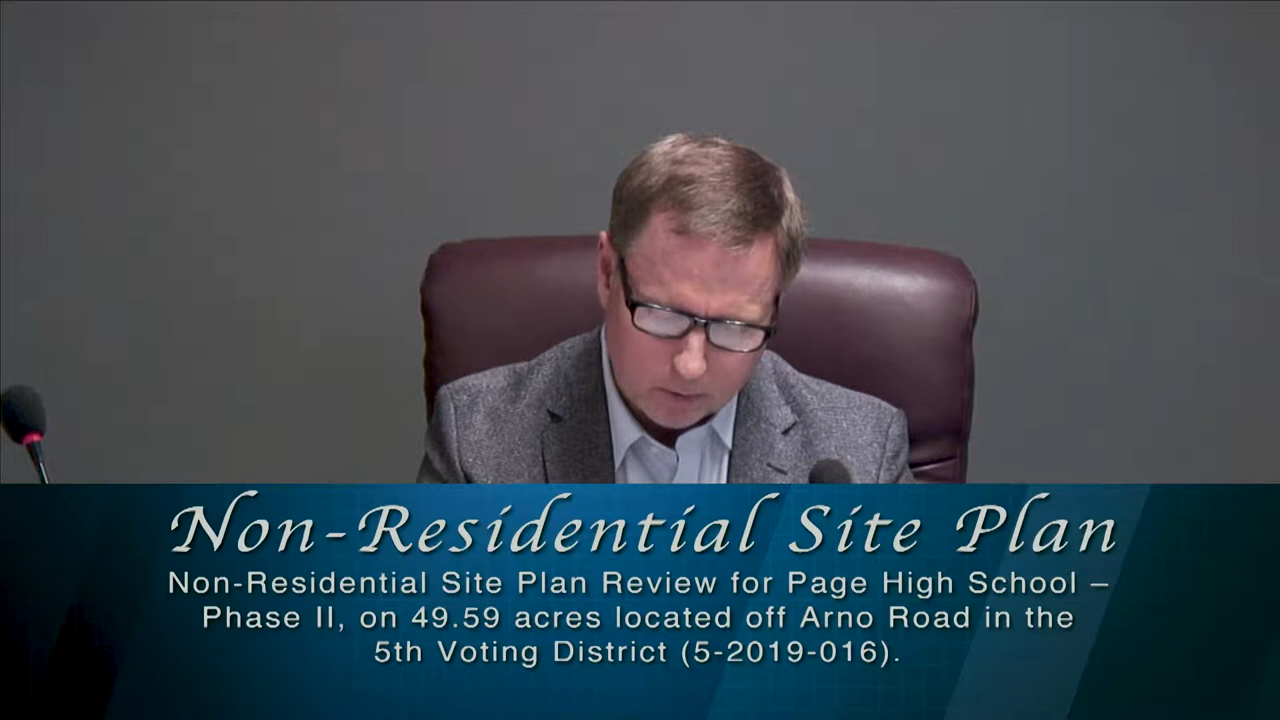 Non-Residential Site Plan
Non-Residential Site Plan Review for Page High School –
Phase II, on 49.59 acres located off Arno Road in the
5th Voting District (5-2019-016).